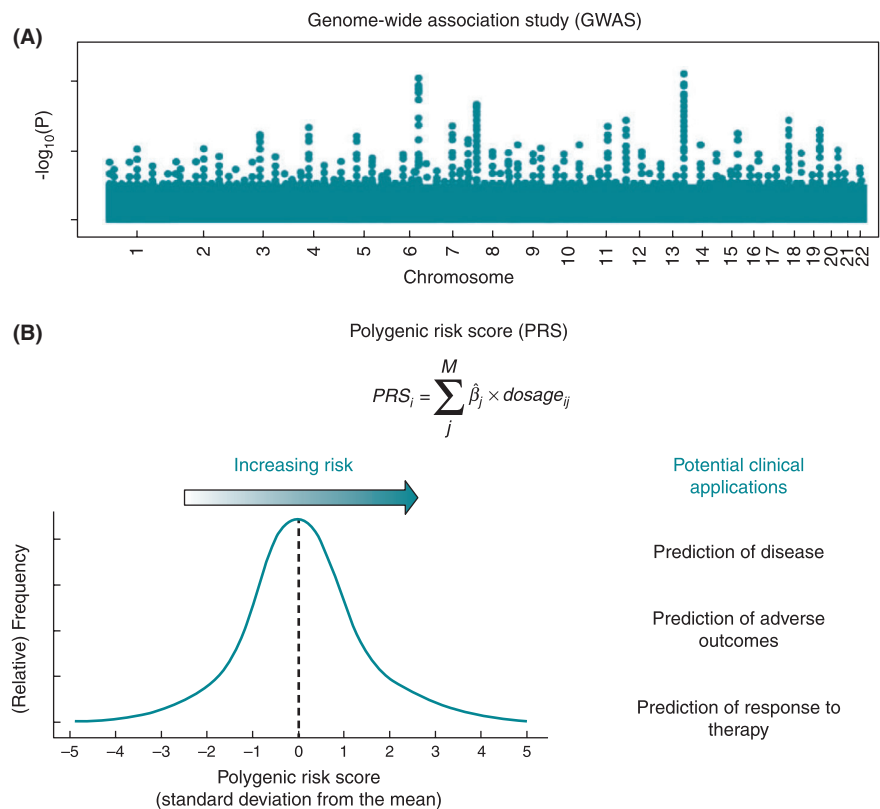 (A)
Genome-wide association study (GWAS)
-log10(P)
1 2 3 4 5 6 7 8 9 10 11 12 13 14 15 16 17 18 19 20 21 22
Chromosome
(B)
Polygenic risk score (PRS)
PRSᵢ = ∑ⱼᴹ β̂ⱼ × dosageᵢⱼ
Increasing risk
(Relative) Frequency
–5 –4 –3 –2 –1 0 1 2 3 4 5
Polygenic risk score
(standard deviation from the mean)
Potential clinical
applications
Prediction of disease
Prediction of adverse
outcomes
Prediction of response to
therapy